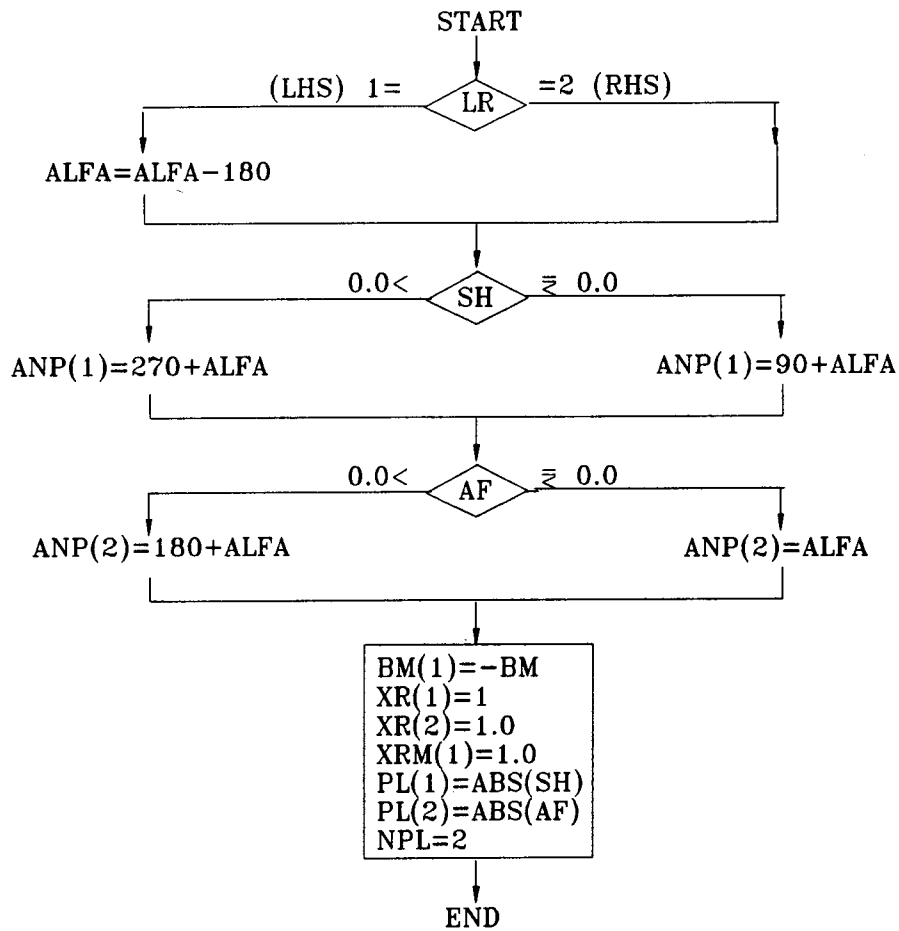 START
(LHS) 1=
LR
=2 (RHS)
ALFA=ALFA-180
0.0<
SH
⋜ 0.0
ANP(1)=270+ALFA
ANP(1)=90+ALFA
0.0<
AF
⋜ 0.0
ANP(2)=180+ALFA
ANP(2)=ALFA
BM(1)=-BM
XR(1)=1
XR(2)=1.0
XRM(1)=1.0
PL(1)=ABS(SH)
PL(2)=ABS(AF)
NPL=2
END